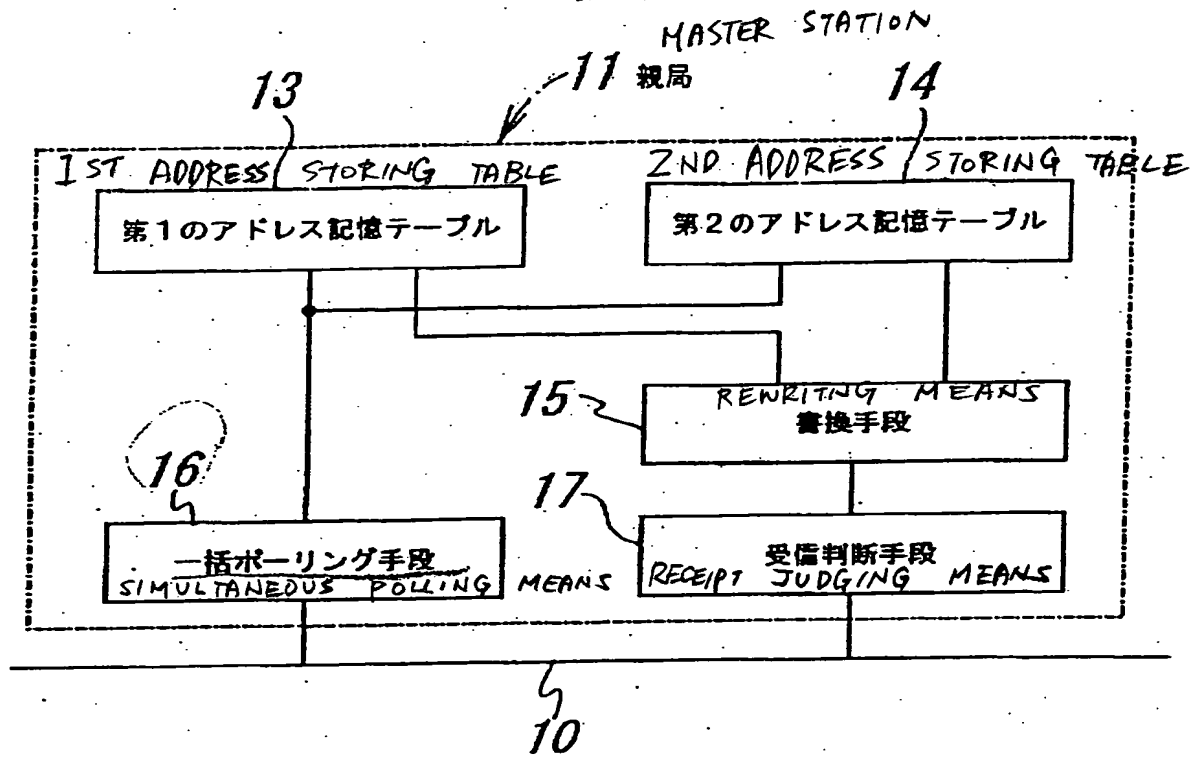 MASTER STATION
13
11 親局
14
1ST ADDRESS STORING TABLE
2ND ADDRESS STORING TABLE
第1のアドレス記憶テーブル
第2のアドレス記憶テーブル
15
REWRITNG MEANS
書換手段
16
17
一括ポーリング手段
SIMULTANEOUS POLLING MEANS
受信判断手段
RECEIPT JUDGING MEANS
10